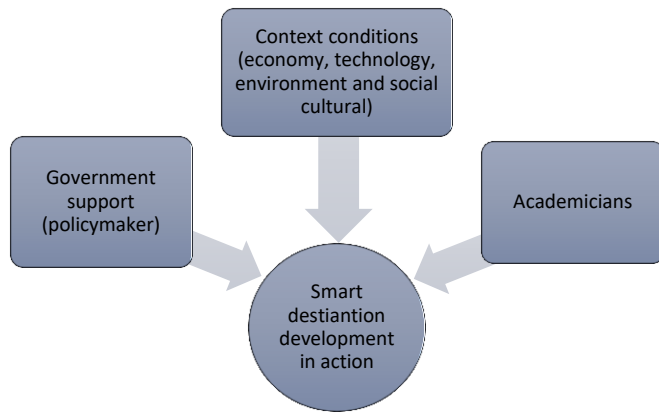 Context conditions
(economy, technology,
environment and social
cultural)
Government
support
(policymaker)
Academicians
Smart
destiantion
development
in action